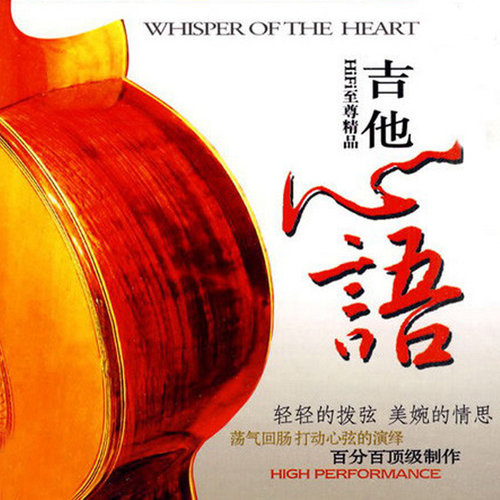 WHISPER OF THE HEART
吉他
HiFi至尊精品
心語
轻轻的拨弦 美婉的情思
荡气回肠 打动心弦的演绎
百分百顶级制作
HIGH PERFORMANCE